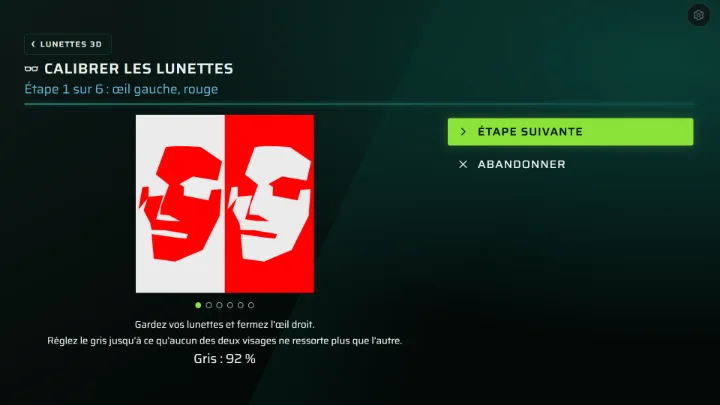 LUNETTES 3D
CALIBRER LES LUNETTES
Étape 1 sur 6 : œil gauche, rouge
ÉTAPE SUIVANTE
ABANDONNER
Gardez vos lunettes et fermez l'œil droit.
Réglez le gris jusqu'à ce qu'aucun des deux visages ne ressorte plus que l'autre.
Gris : 92 %